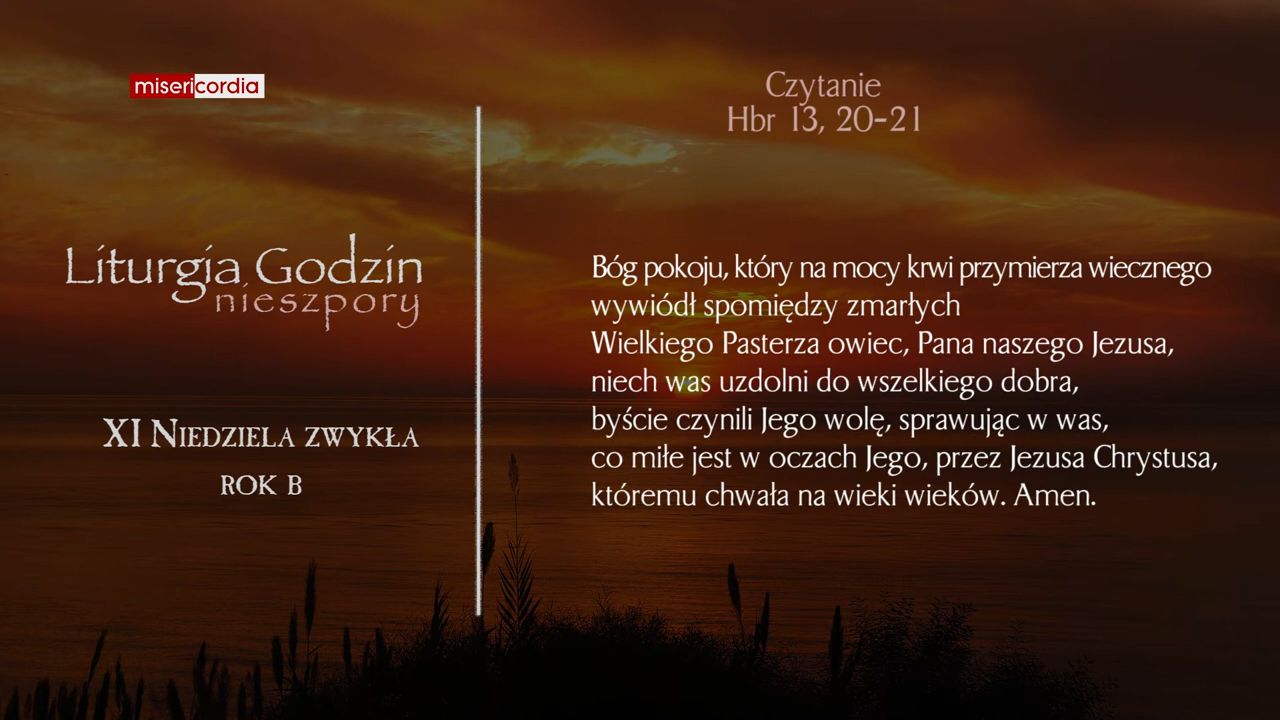 misericordia
Liturgia Godzin
nieszpory
XI Niedziela zwykła
rok B
Czytanie
Hbr 13, 20-21
Bóg pokoju, który na mocy krwi przymierza wiecznego
wywiódł spomiędzy zmarłych
Wielkiego Pasterza owiec, Pana naszego Jezusa,
niech was uzdolni do wszelkiego dobra,
byście czynili Jego wolę, sprawując w was,
co miłe jest w oczach Jego, przez Jezusa Chrystusa,
któremu chwała na wieki wieków. Amen.